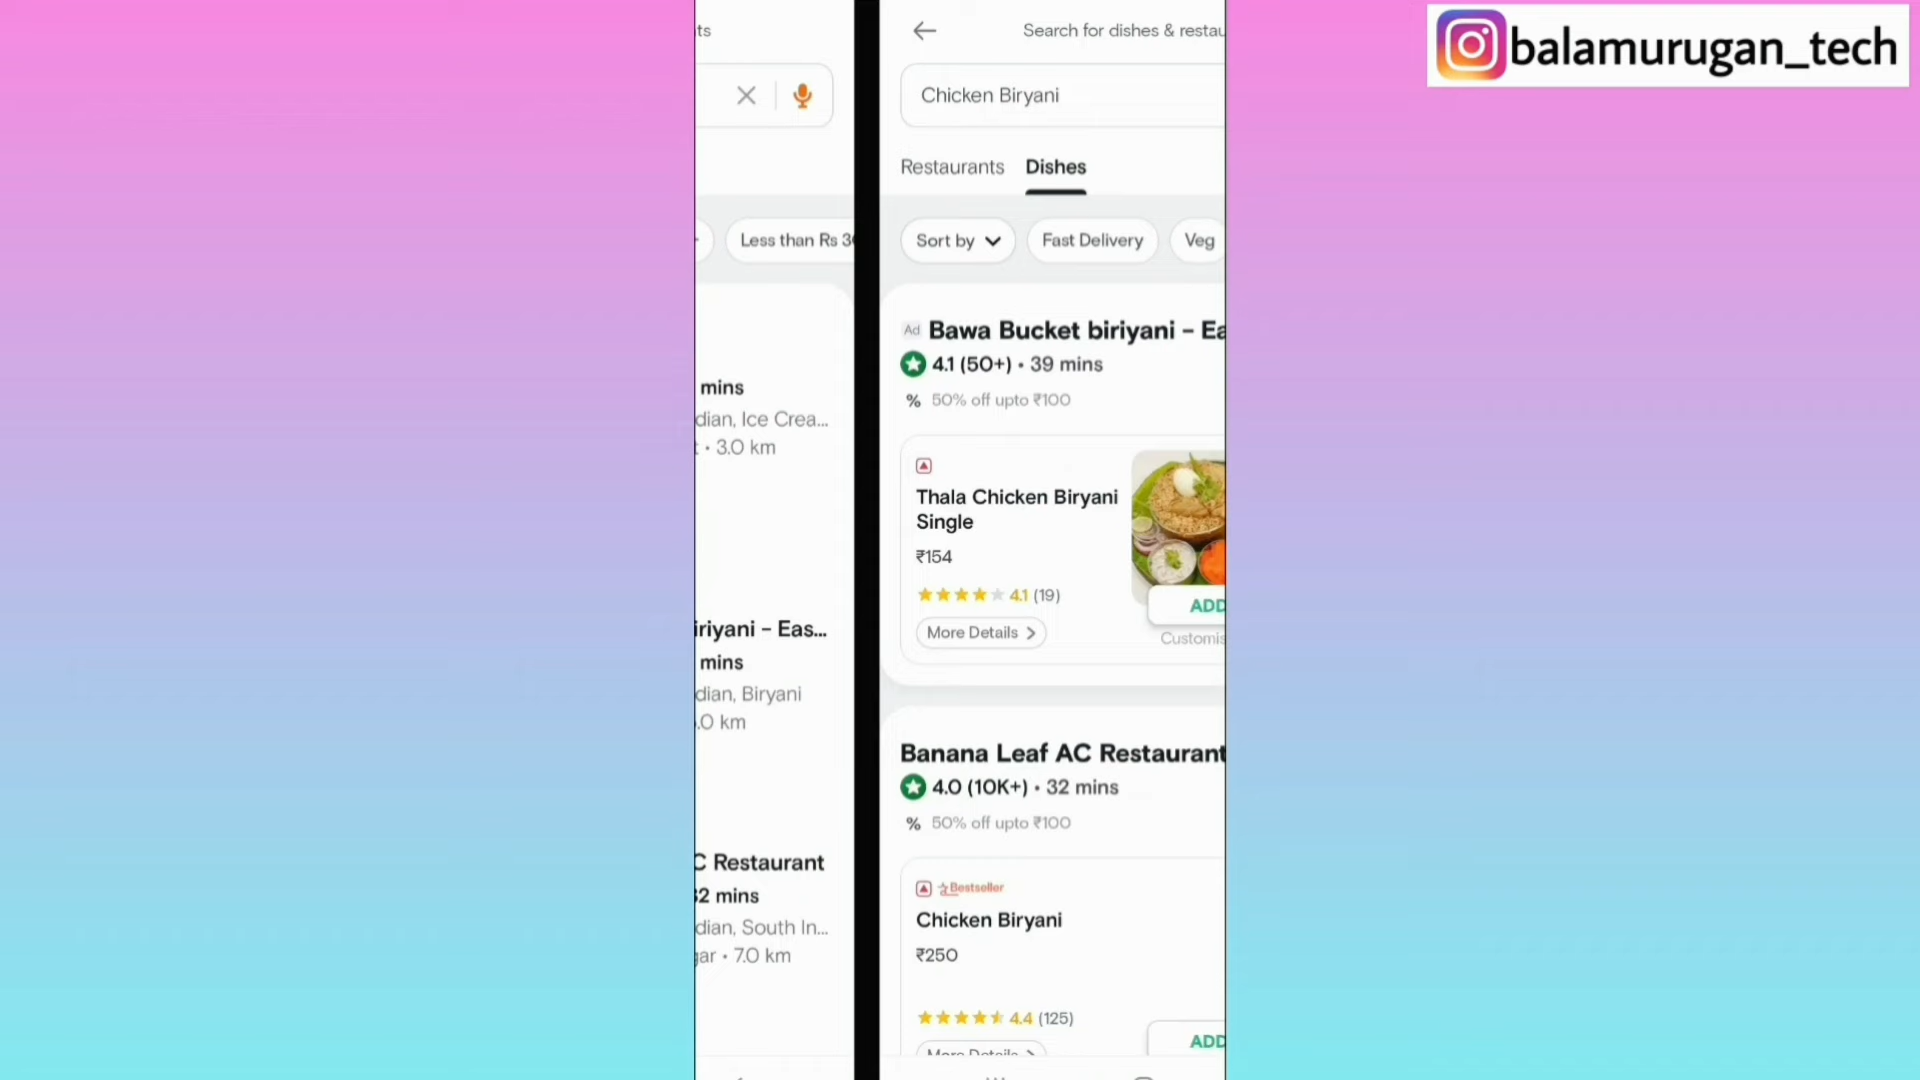 balamurugan_tech
ts
Less than Rs 3
mins
dian, Ice Crea...
• 3.0 km
iriyani – Eas...
mins
dian, Biryani
.0 km
C Restaurant
32 mins
dian, South In...
gar • 7.0 km
Search for dishes & restau
Chicken Biryani
Restaurants Dishes
Sort by Fast Delivery Veg
Ad Bawa Bucket biriyani – Ea
4.1 (50+) • 39 mins
% 50% off upto ₹100
Thala Chicken Biryani
Single
₹154
4.1 (19)
ADD
More Details >
Customis
Banana Leaf AC Restaurant
4.0 (10K+) • 32 mins
% 50% off upto ₹100
Bestseller
Chicken Biryani
₹250
4.4 (125)
ADD
More Details >